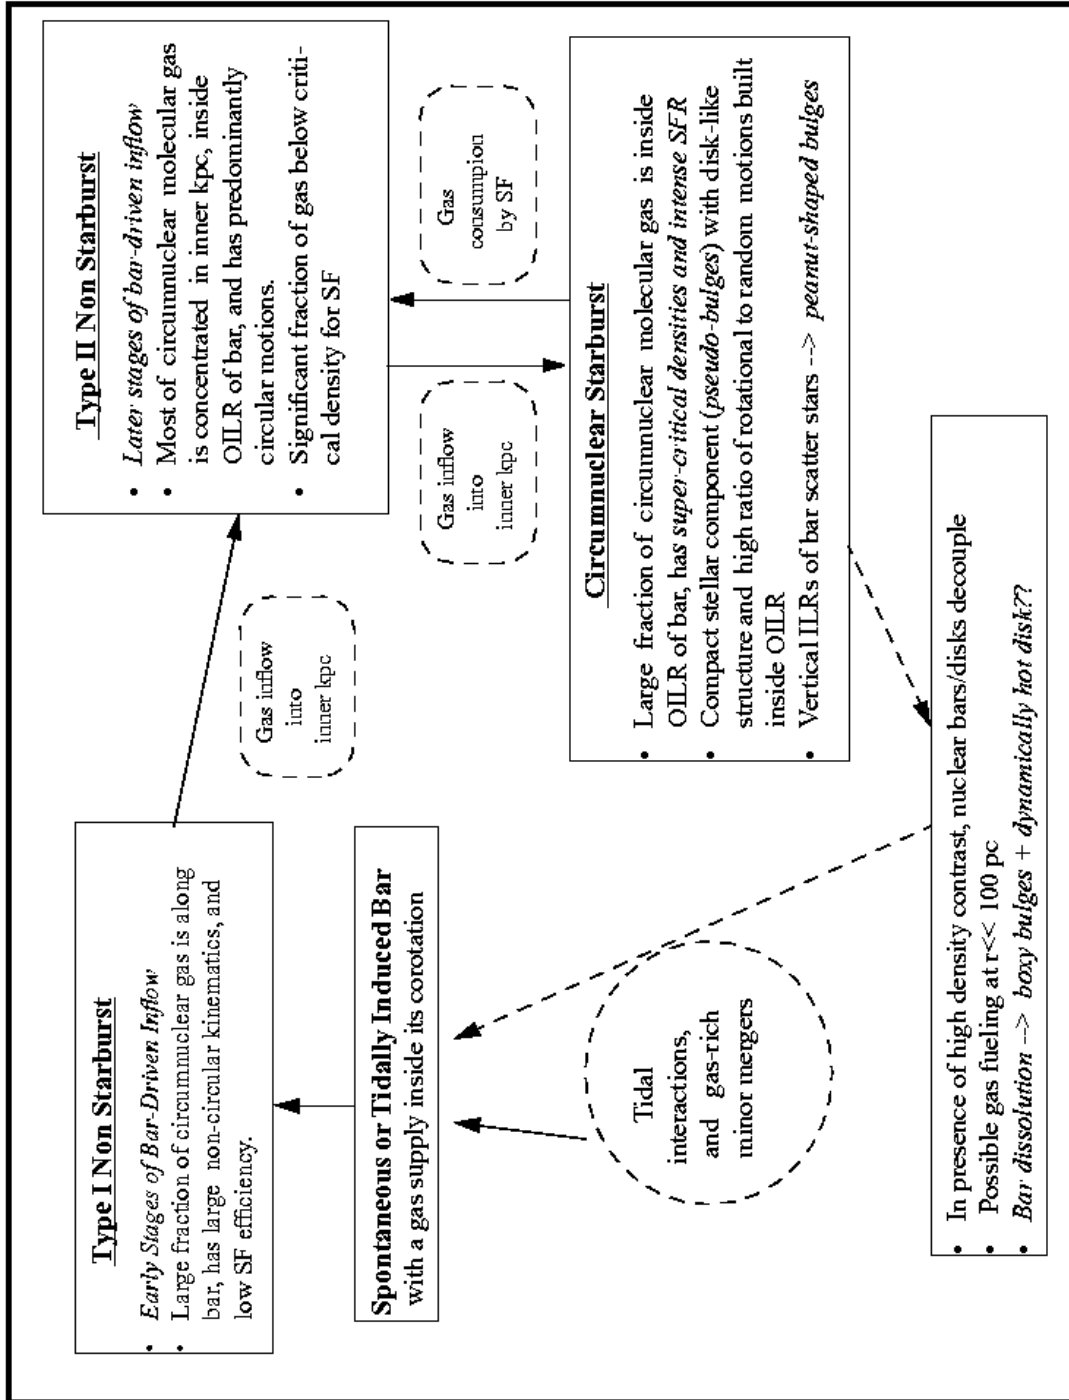 Type I Non Starburst
• Early Stages of Bar-Driven Inflow
• Large fraction of circumnuclear gas is along
bar, has large non-circular kinematics, and
low SF efficiency.
Gas inflow
into
inner kpc
Type II Non Starburst
• Later stages of bar-driven inflow
• Most of circumnuclear molecular gas
is concentrated in inner kpc, inside
OILR of bar, and has predominantly
circular motions.
• Significant fraction of gas below criti-
cal density for SF
Spontaneous or Tidally Induced Bar
with a gas supply inside its corotation
Gas inflow
into
inner kpc
Gas
consumpion
by SF
Tidal
interactions,
and gas-rich
minor mergers
Circumnuclear Starburst
• Large fraction of circumnuclear molecular gas is inside
OILR of bar, has super-critical densities and intense SFR
• Compact stellar component (pseudo-bulges) with disk-like
structure and high ratio of rotational to random motions built
inside OILR
• Vertical ILRs of bar scatter stars --> peanut-shaped bulges
• In presence of high density contrast, nuclear bars/disks decouple
• Possible gas fueling at r<< 100 pc
• Bar dissolution --> boxy bulges + dynamically hot disk??